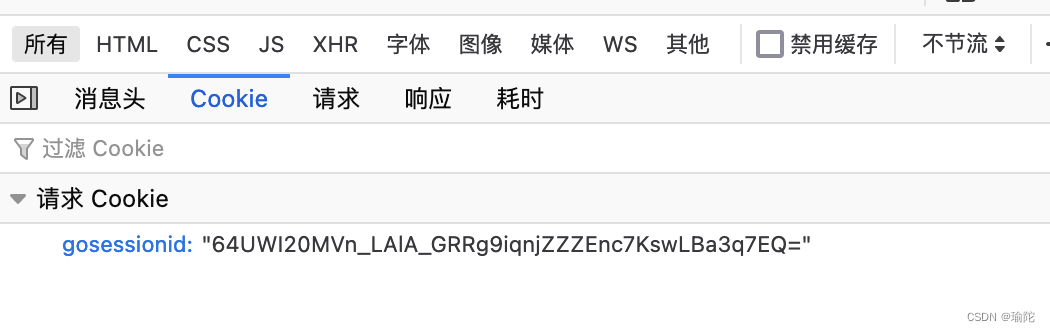 所有 HTML CSS JS XHR 字体 图像 媒体 WS 其他 禁用缓存 不节流
消息头 Cookie 请求 响应 耗时
过滤 Cookie
请求 Cookie
gosessionid: "64UWI20MVn_LAlA_GRRg9iqnjZZZEnc7KswLBa3q7EQ="
CSDN @瑜陀